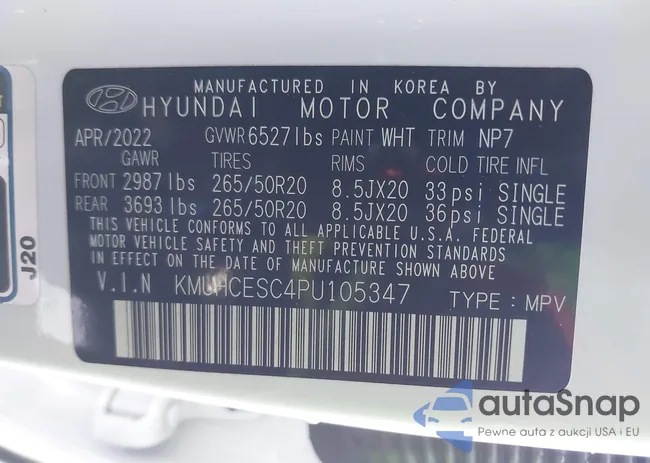 MANUFACTURED IN KOREA BY
HYUNDAI MOTOR COMPANY
APR/2022 GVWR 6527lbs PAINT WHT TRIM NP7
GAWR TIRES RIMS COLD TIRE INFL
FRONT 2987lbs 265/50R20 8.5JX20 33psi SINGLE
REAR 3693lbs 265/50R20 8.5JX20 36psi SINGLE
THIS VEHICLE CONFORMS TO ALL APPLICABLE U.S.A. FEDERAL
MOTOR VEHICLE SAFETY AND THEFT PREVENTION STANDARDS
IN EFFECT ON THE DATE OF MANUFACTURE SHOWN ABOVE.
V.I.N KMUHCESC4PU105347 TYPE: MPV
J20
autaSnap
Pewne auta z aukcji USA i EU